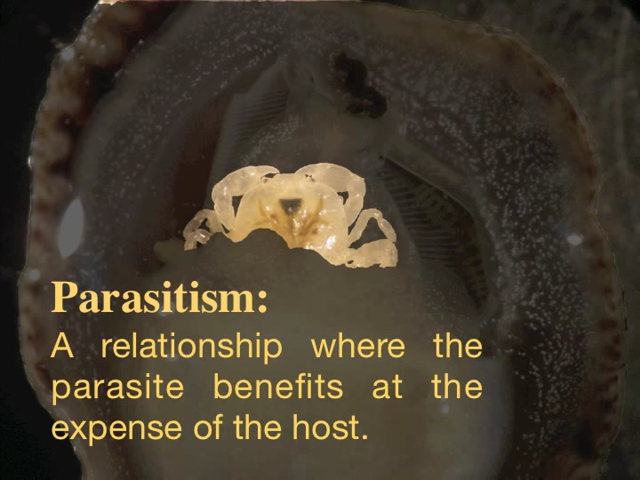 Parasitism:
A relationship where the
parasite benefits at the
expense of the host.